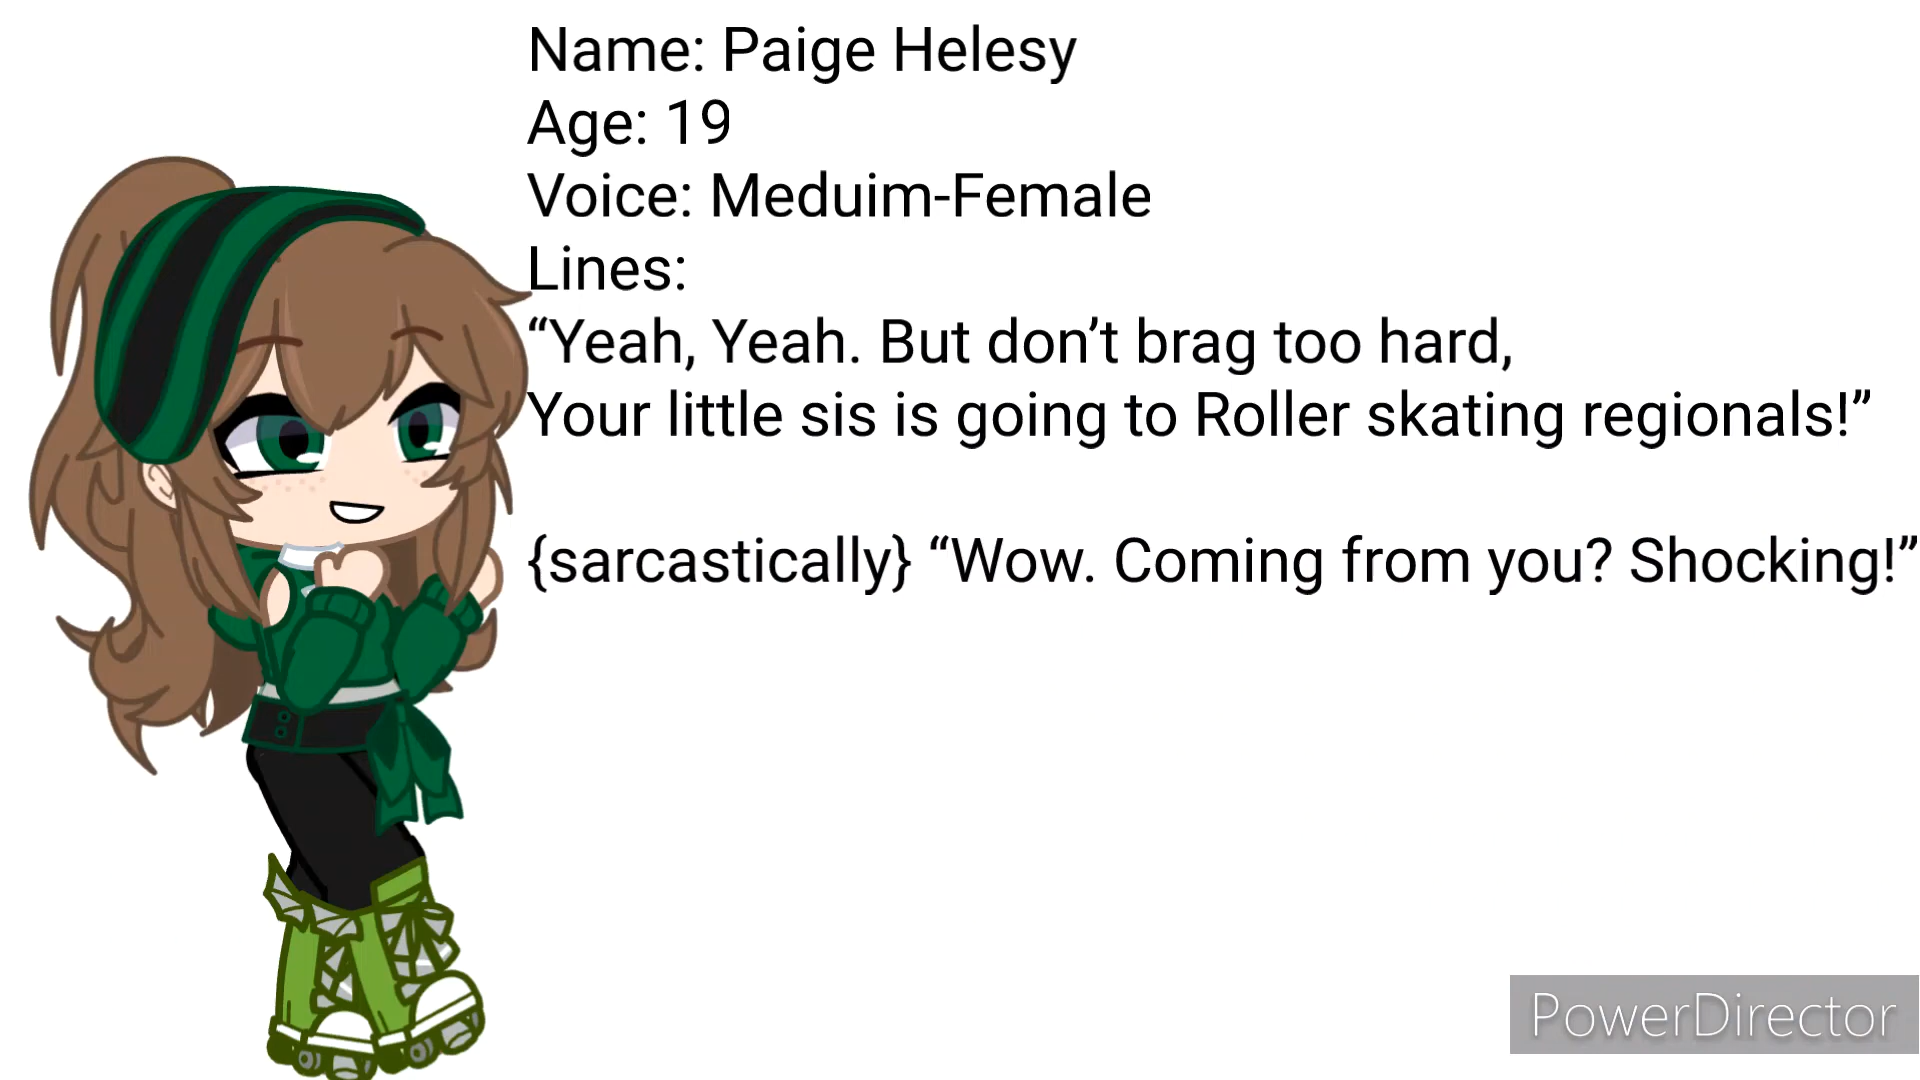 Name: Paige Helesy
Age: 19
Voice: Meduim-Female
Lines:
“Yeah, Yeah. But don’t brag too hard,
Your little sis is going to Roller skating regionals!”
{sarcastically} “Wow. Coming from you? Shocking!”
PowerDirector